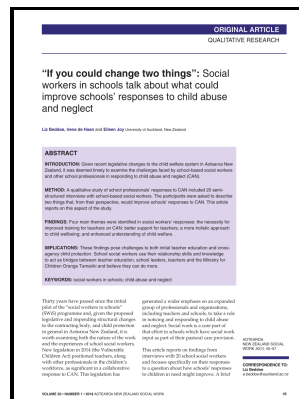 ORIGINAL ARTICLE
QUALITATIVE RESEARCH
“If you could change two things”: Social
workers in schools talk about what could
improve schools’ responses to child abuse
and neglect
Liz Beddoe, Irene de Haan and Eileen Joy University of Auckland, New Zealand
ABSTRACT
INTRODUCTION: Given recent legislative changes to the child welfare system in Aotearoa New
Zealand, it was deemed timely to examine the challenges faced by school-based social workers
and other school professionals in responding to child abuse and neglect (CAN).
METHOD: A qualitative study of school professionals’ responses to CAN included 20 semi-
structured interviews with school-based social workers. The participants were asked to describe
two things that, from their perspective, would improve schools’ responses to CAN. This article
reports on this aspect of the study.
FINDINGS: Four main themes were identified in social workers’ responses: the necessity for
improved training for teachers on CAN; better support for teachers; a more holistic approach
to child wellbeing; and enhanced understanding of child welfare.
IMPLICATIONS: These findings pose challenges to both initial teacher education and cross-
agency child protection. School social workers use their relationship skills and knowledge
to act as bridges between teacher education, school leaders, teachers and the Ministry for
Children Oranga Tamariki and believe they can do more.
KEYWORDS: social workers in schools; child abuse and neglect
Thirty years have passed since the initial
pilot of the “social workers in schools”
(SWiS) programme and, given the proposed
legislative and impending structural changes
to the contracting body, and child protection
in general in Aotearoa New Zealand, it is
worth examining both the nature of the work
and the experiences of school social workers.
New legislation in 2014 (the Vulnerable
Children Act) positioned teachers, along
with other professionals in the children’s
workforce, as significant in a collaborative
response to CAN. This legislation has
generated a wider emphasis on an expanded
group of professionals and organisations,
including teachers and schools, to take a role
in noticing and responding to child abuse
and neglect. Social work is a core part of
that effort in schools which have social work
input as part of their pastoral care provision.
This article reports on findings from
interviews with 20 school social workers
and focuses specifically on their responses
to a question about how schools’ responses
to children in need might improve. A brief
AOTEAROA
NEW ZEALAND SOCIAL
WORK 30(1), 45–57.
CORRESPONDENCE TO:
Liz Beddoe
e.beddoe@auckland.ac.nz
VOLUME 30 • NUMBER 1 • 2018 AOTEAROA NEW ZEALAND SOCIAL WORK
45